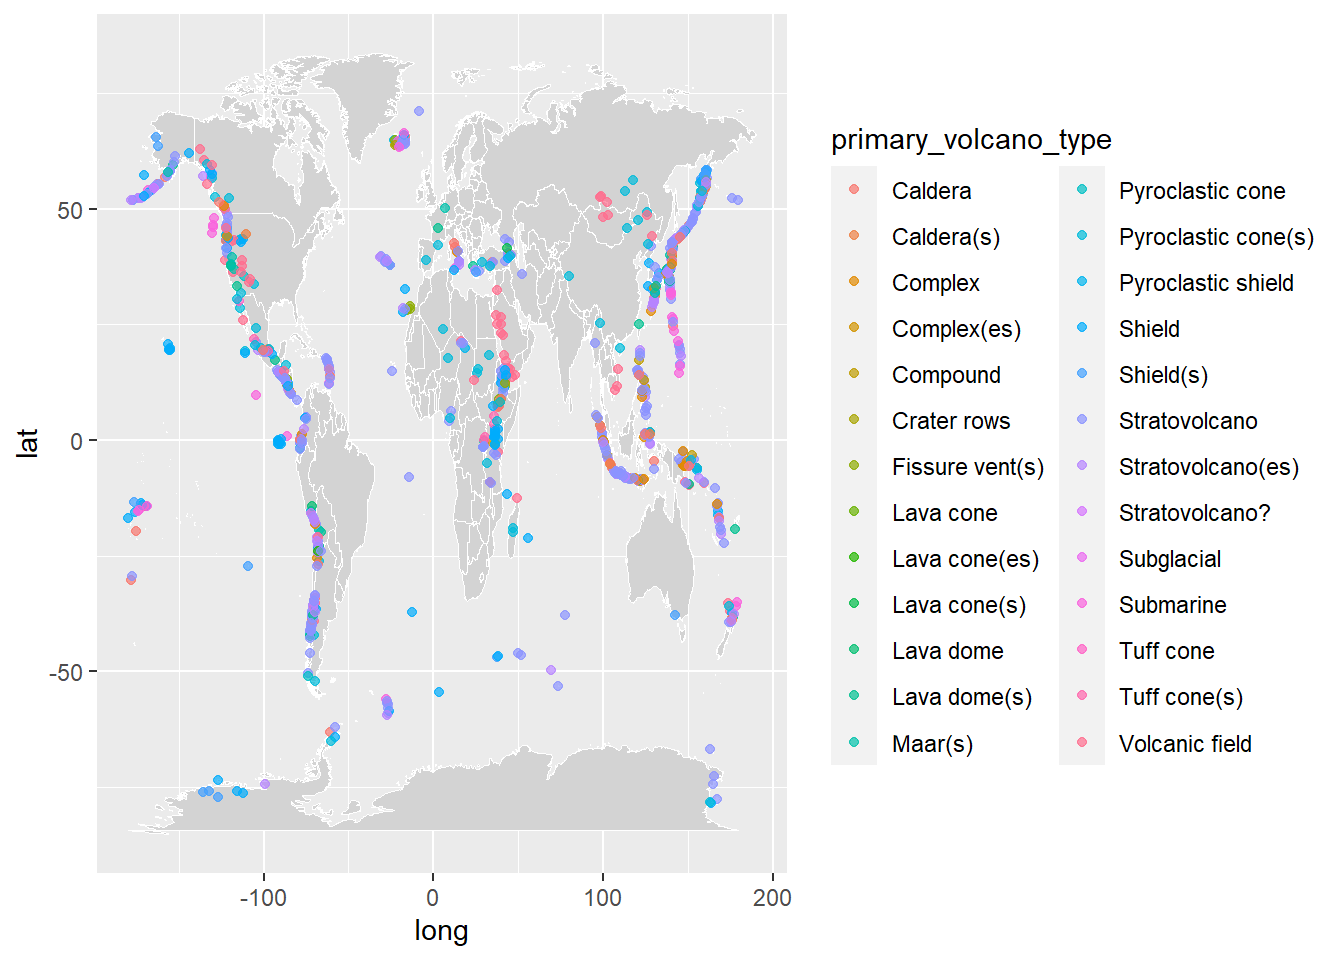 primary_volcano_type
Caldera
Caldera(s)
Complex
Complex(es)
Compound
Crater rows
Fissure vent(s)
Lava cone
Lava cone(es)
Lava cone(s)
Lava dome
Lava dome(s)
Maar(s)
Pyroclastic cone
Pyroclastic cone(s)
Pyroclastic shield
Shield
Shield(s)
Stratovolcano
Stratovolcano(es)
Stratovolcano?
Subglacial
Submarine
Tuff cone
Tuff cone(s)
Volcanic field
lat
50
0
-50
-100
0
100
200
long